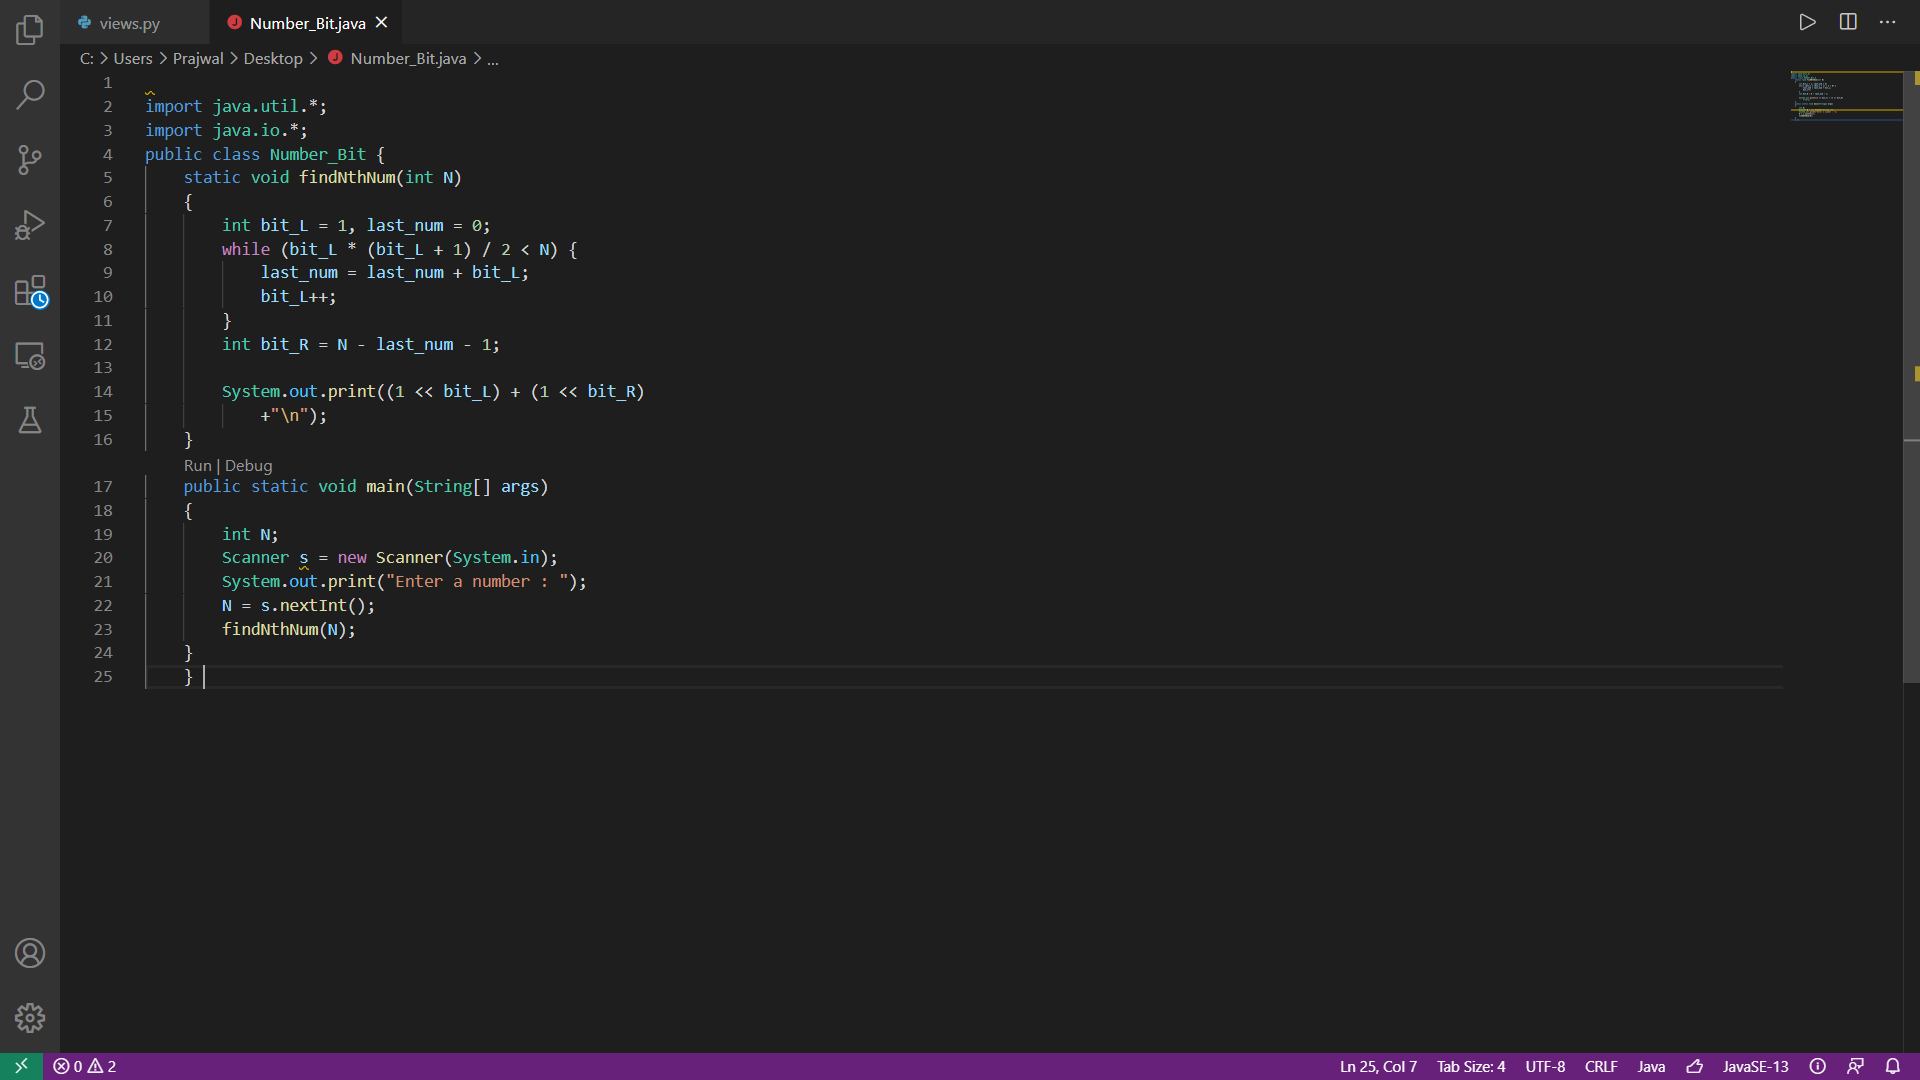 views.py
Number_Bit.java
C: > Users > Prajwal > Desktop > Number_Bit.java > ...
1
2 import java.util.*;
3 import java.io.*;
4 public class Number_Bit {
5 static void findNthNum(int N)
6 {
7 int bit_L = 1, last_num = 0;
8 while (bit_L * (bit_L + 1) / 2 < N) {
9 last_num = last_num + bit_L;
10 bit_L++;
11 }
12 int bit_R = N - last_num - 1;
13
14 System.out.print((1 << bit_L) + (1 << bit_R)
15 +"\n");
16 }
Run | Debug
17 public static void main(String[] args)
18 {
19 int N;
20 Scanner s = new Scanner(System.in);
21 System.out.print("Enter a number : ");
22 N = s.nextInt();
23 findNthNum(N);
24 }
25 }
0 2 Ln 25, Col 7 Tab Size: 4 UTF-8 CRLF Java JavaSE-13